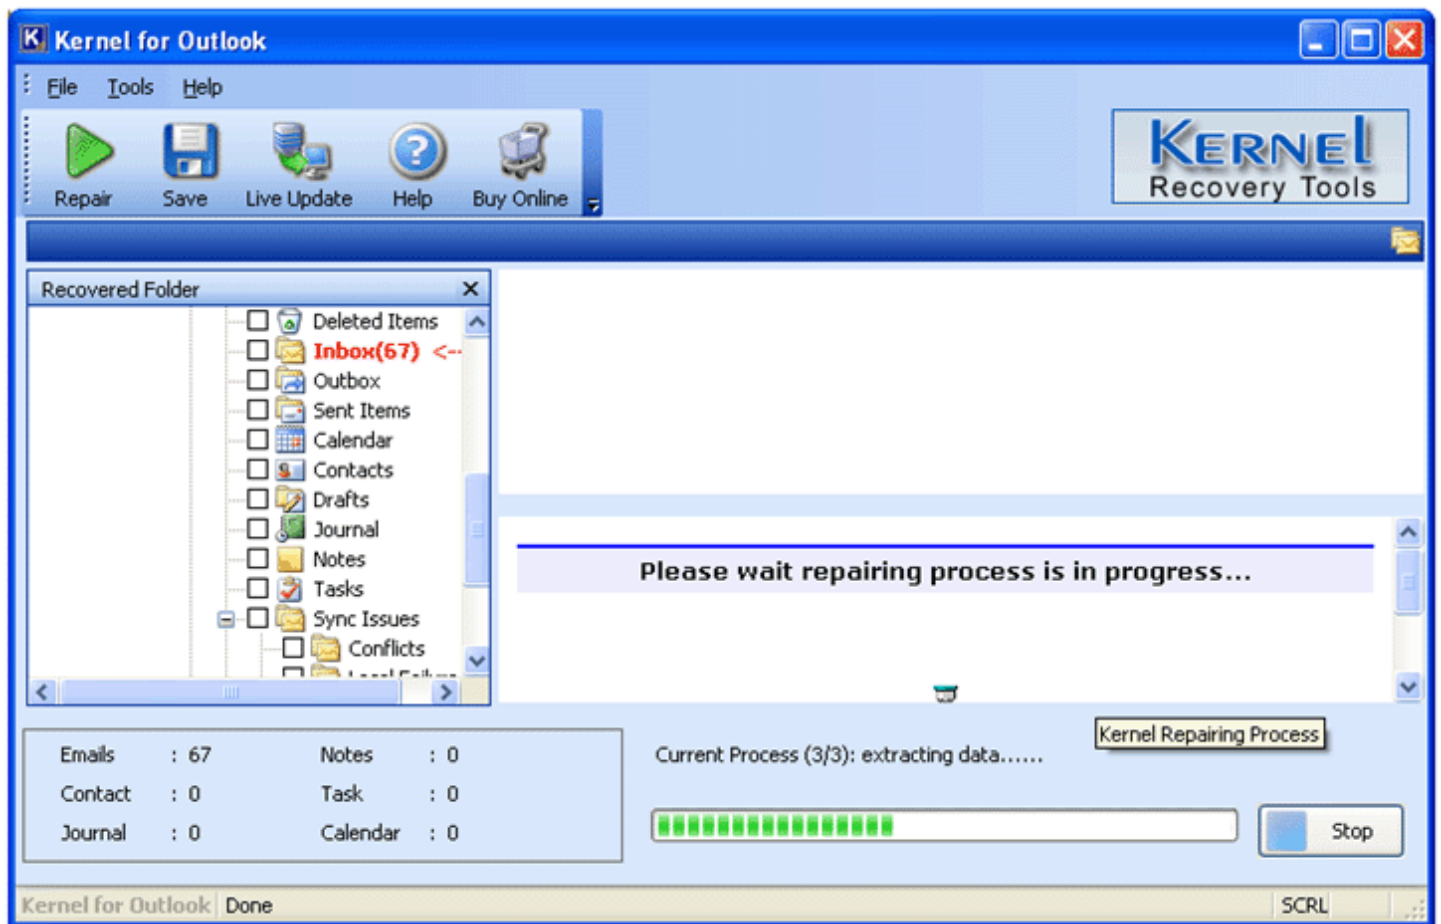 Kernel for Outlook
File Tools Help
Repair Save Live Update Help Buy Online
KERNEL
Recovery Tools
Recovered Folder
Deleted Items
Inbox(67) <--
Outbox
Sent Items
Calendar
Contacts
Drafts
Journal
Notes
Tasks
Sync Issues
Conflicts
Please wait repairing process is in progress...
Kernel Repairing Process
Emails : 67 Notes : 0
Contact : 0 Task : 0
Journal : 0 Calendar : 0
Current Process (3/3): extracting data......
Stop
Kernel for Outlook Done SCRL